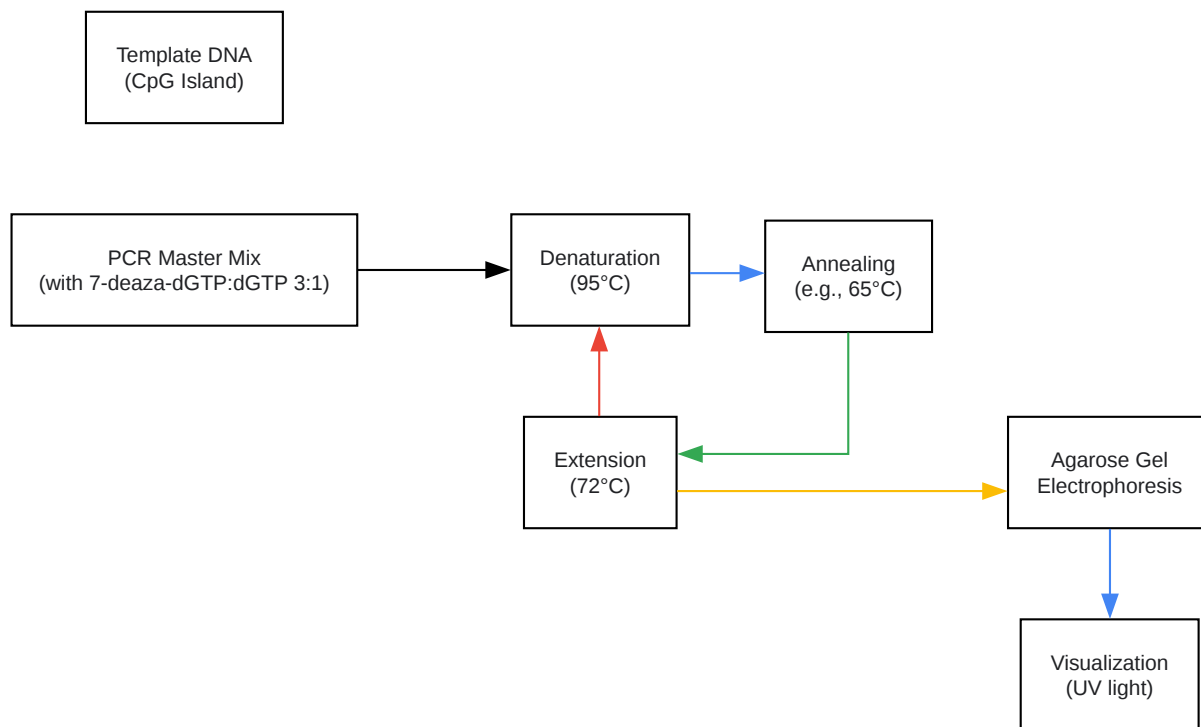 Template DNA
(CpG Island)
PCR Master Mix
(with 7-deaza-dGTP:dGTP 3:1)
Denaturation
(95°C)
Annealing
(e.g., 65°C)
Extension
(72°C)
Agarose Gel
Electrophoresis
Visualization
(UV light)